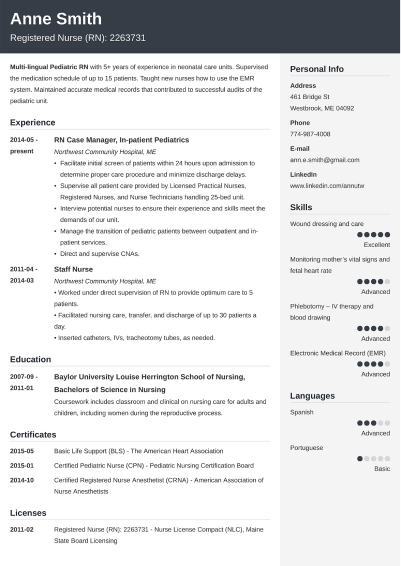 Anne Smith
Registered Nurse (RN): 2263731
Multi-lingual Pediatric RN with 5+ years of experience in neonatal care units. Supervised
the medication schedule of up to 15 patients. Taught new nurses how to use the EMR
system. Maintained accurate medical records that contributed to successful audits of the
pediatric unit.
Experience
2014-05 - present
RN Case Manager, In-patient Pediatrics
Northwest Community Hospital, ME
• Facilitate initial screen of patients within 24 hours upon admission to
determine proper care procedure and minimize discharge delays.
• Supervise all patient care provided by Licensed Practical Nurses,
Registered Nurses, and Nurse Technicians handling 25-bed unit.
• Interview potential nurses to ensure their experience and skills meet the
demands of our unit.
• Manage the transition of pediatric patients between outpatient and in-
patient services.
• Direct and supervise CNAs.
2011-04 - 2014-03
Staff Nurse
Northwest Community Hospital, ME
• Worked under direct supervision of RN to provide optimum care to 5
patients.
• Facilitated nursing care, transfer, and discharge of up to 30 patients a
day.
• Inserted catheters, IVs, tracheotomy tubes, as needed.
Education
2007-09 - 2011-01
Baylor University Louise Herrington School of Nursing,
Bachelors of Science in Nursing
Coursework includes classroom and clinical on nursing care for adults and
children, including women during the reproductive process.
Certificates
2015-05 Basic Life Support (BLS) - The American Heart Association
2015-01 Certified Pediatric Nurse (CPN) - Pediatric Nursing Certification Board
2014-10 Certified Registered Nurse Anesthetist (CRNA) - American Association of
Nurse Anesthetists
Licenses
2011-02 Registered Nurse (RN): 2263731 - Nurse License Compact (NLC), Maine
State Board Licensing
Personal Info
Address
461 Bridge St
Westbrook, ME 04092
Phone
774-987-4008
E-mail
ann.e.smith@gmail.com
LinkedIn
www.linkedin.com/annutw
Skills
Wound dressing and care
Excellent
Monitoring mother's vital signs and
fetal heart rate
Advanced
Phlebotomy – IV therapy and
blood drawing
Advanced
Electronic Medical Record (EMR)
Advanced
Languages
Spanish
Advanced
Portuguese
Basic